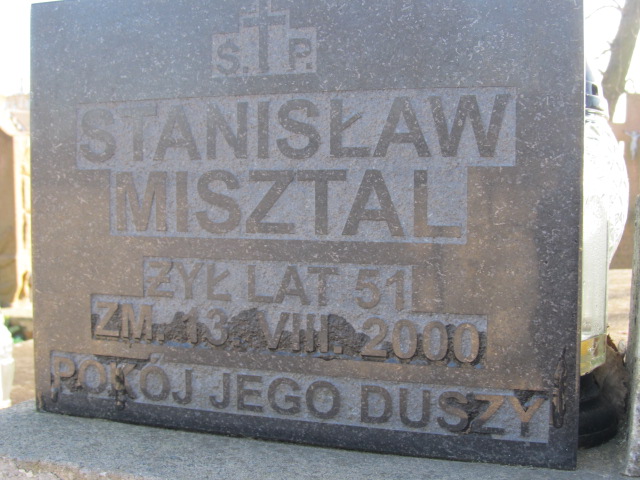 Ś. P.
STANISŁAW
MISZTAL
ŻYŁ LAT 51
ZM. 13. VIII. 2000
POKÓJ JEGO DUSZY